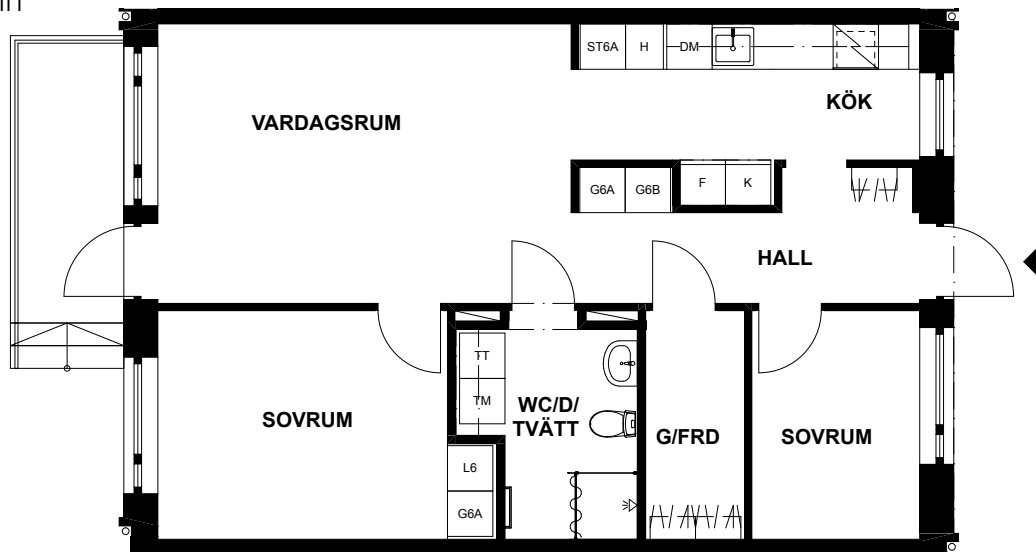 ST6A H DM
KÖK
VARDAGSRUM
G6A G6B F K
HALL
TT
TM
WC/D/
TVÄTT
SOVRUM
G/FRD
SOVRUM
L6
G6A